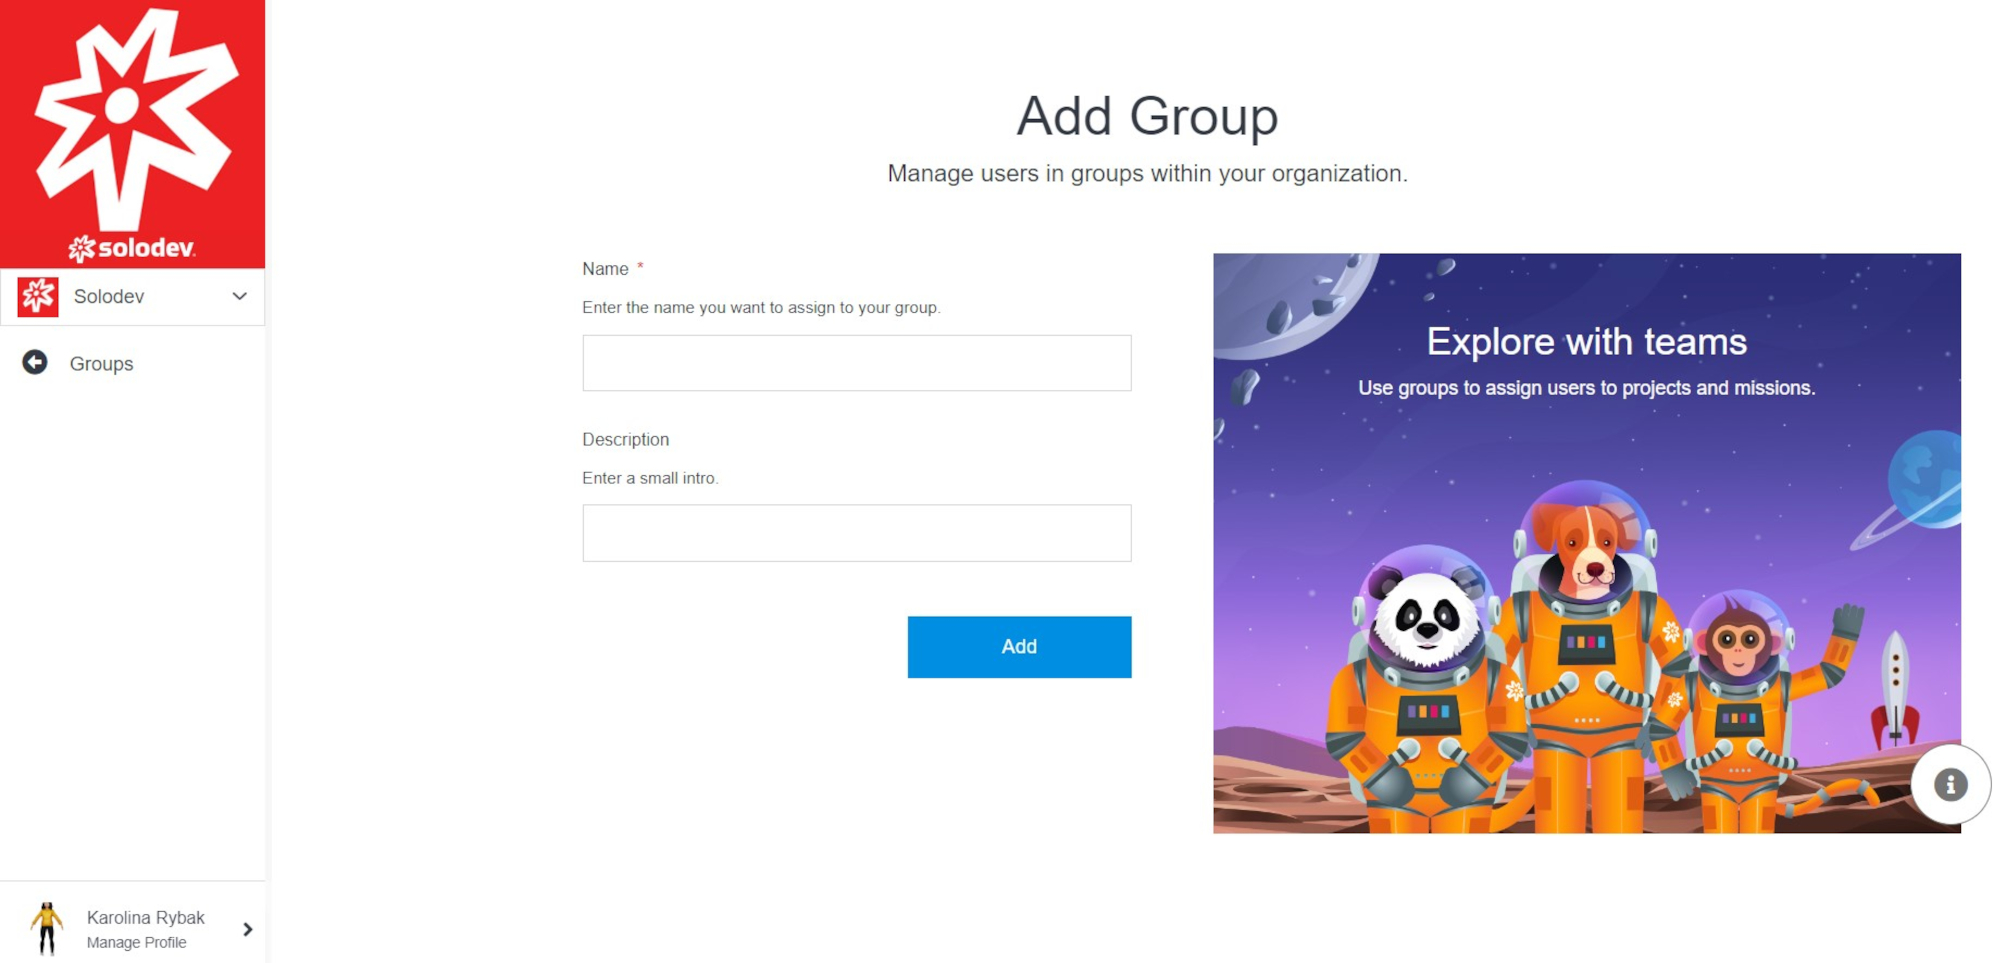 solodev
Solodev
Groups
Add Group
Manage users in groups within your organization.
Name *
Enter the name you want to assign to your group.
Description
Enter a small intro.
Add
Explore with teams
Use groups to assign users to projects and missions.
Karolina Rybak
Manage Profile